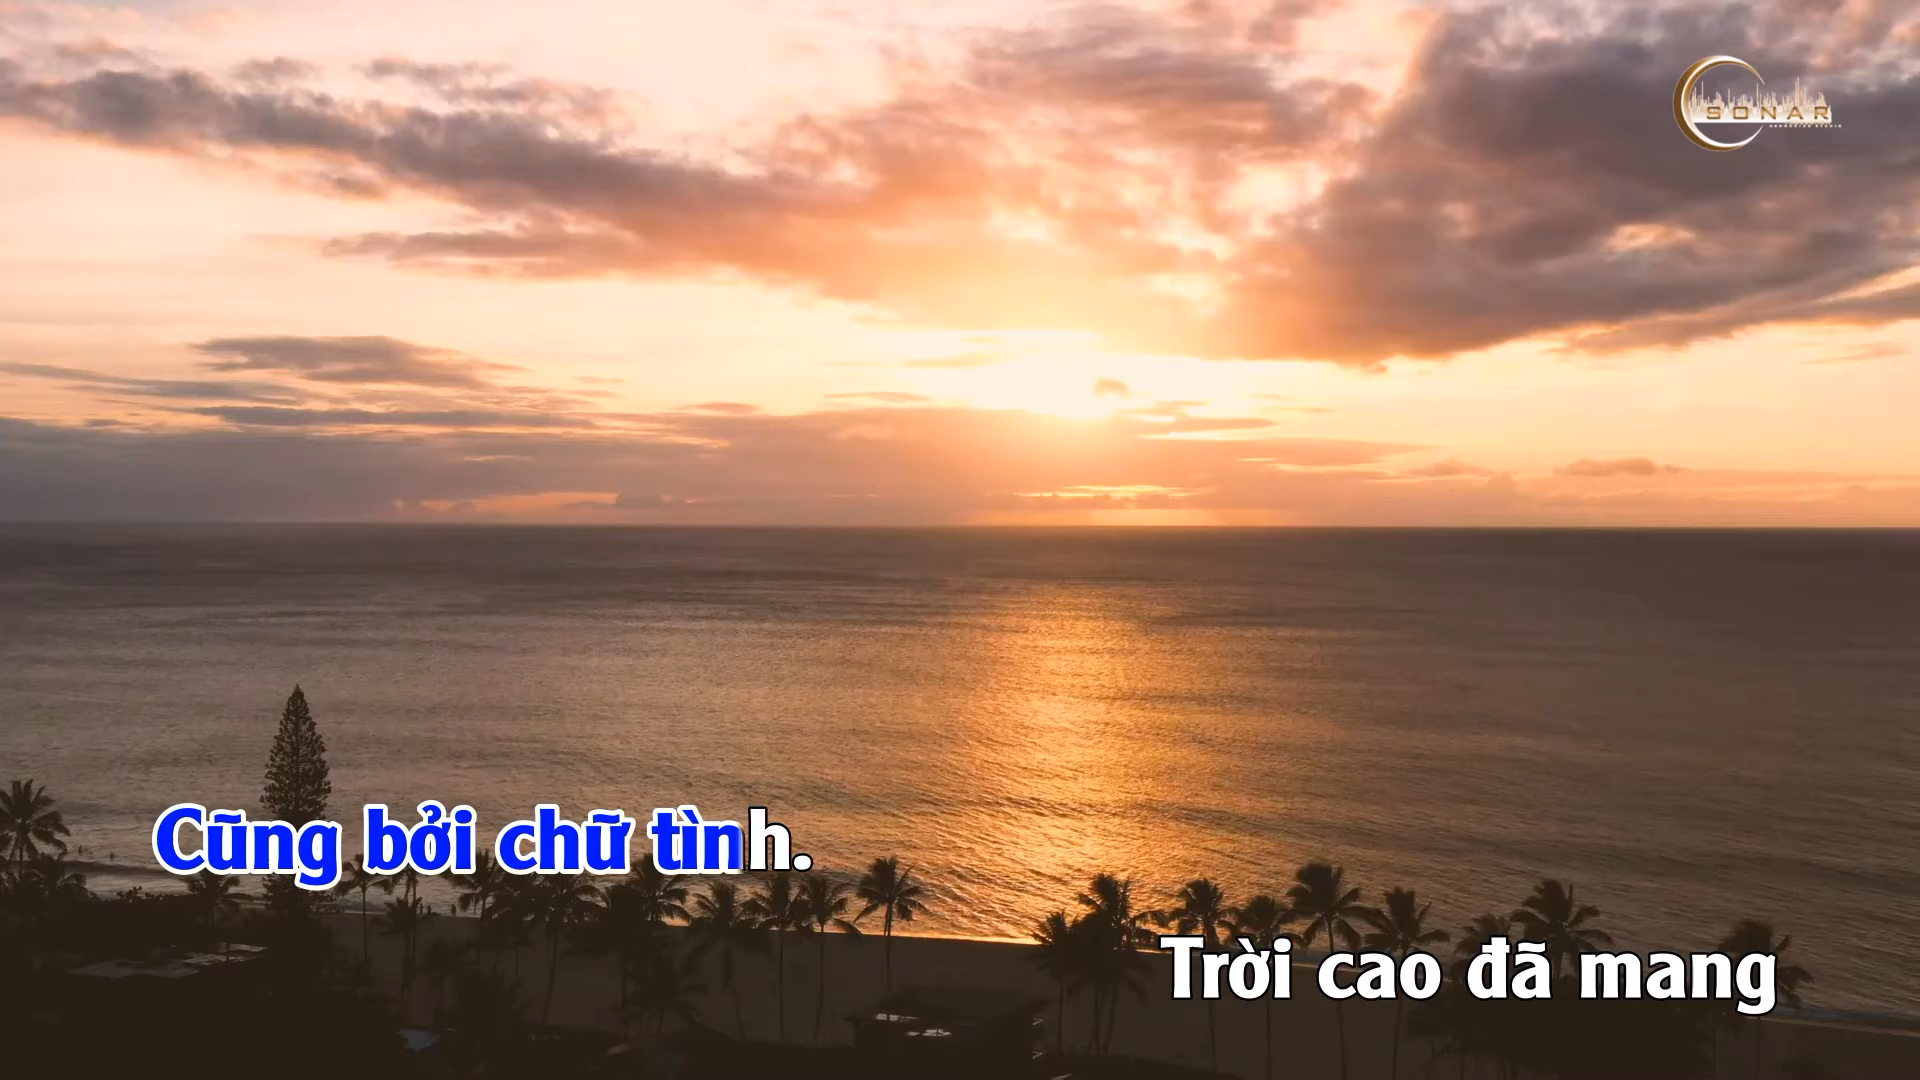 SONAR
Cũng bởi chữ tình.
Trời cao đã mang